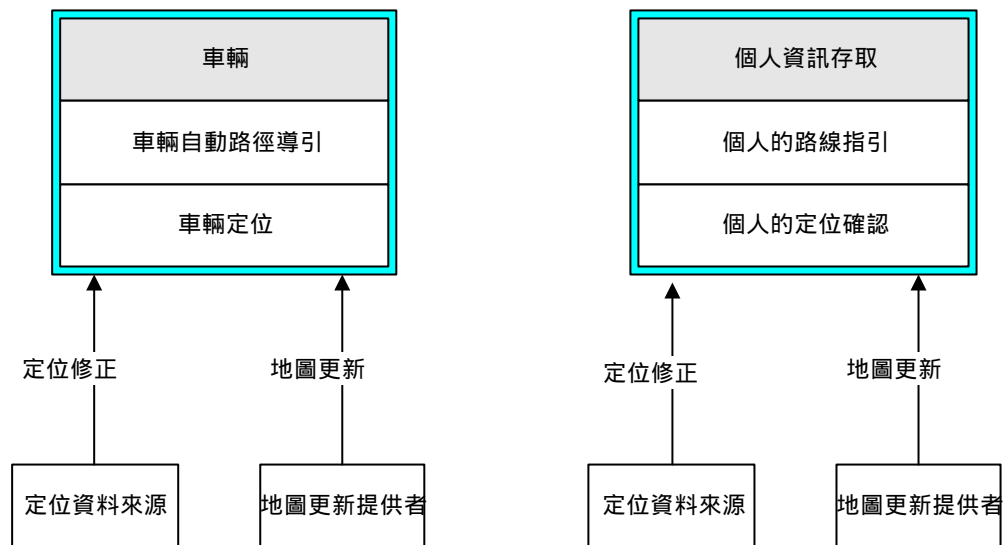 車輛
車輛自動路徑導引
車輛定位
定位修正
地圖更新
定位資料來源
地圖更新提供者
個人資訊存取
個人的路線指引
個人的定位確認
定位修正
地圖更新
定位資料來源
地圖更新提供者